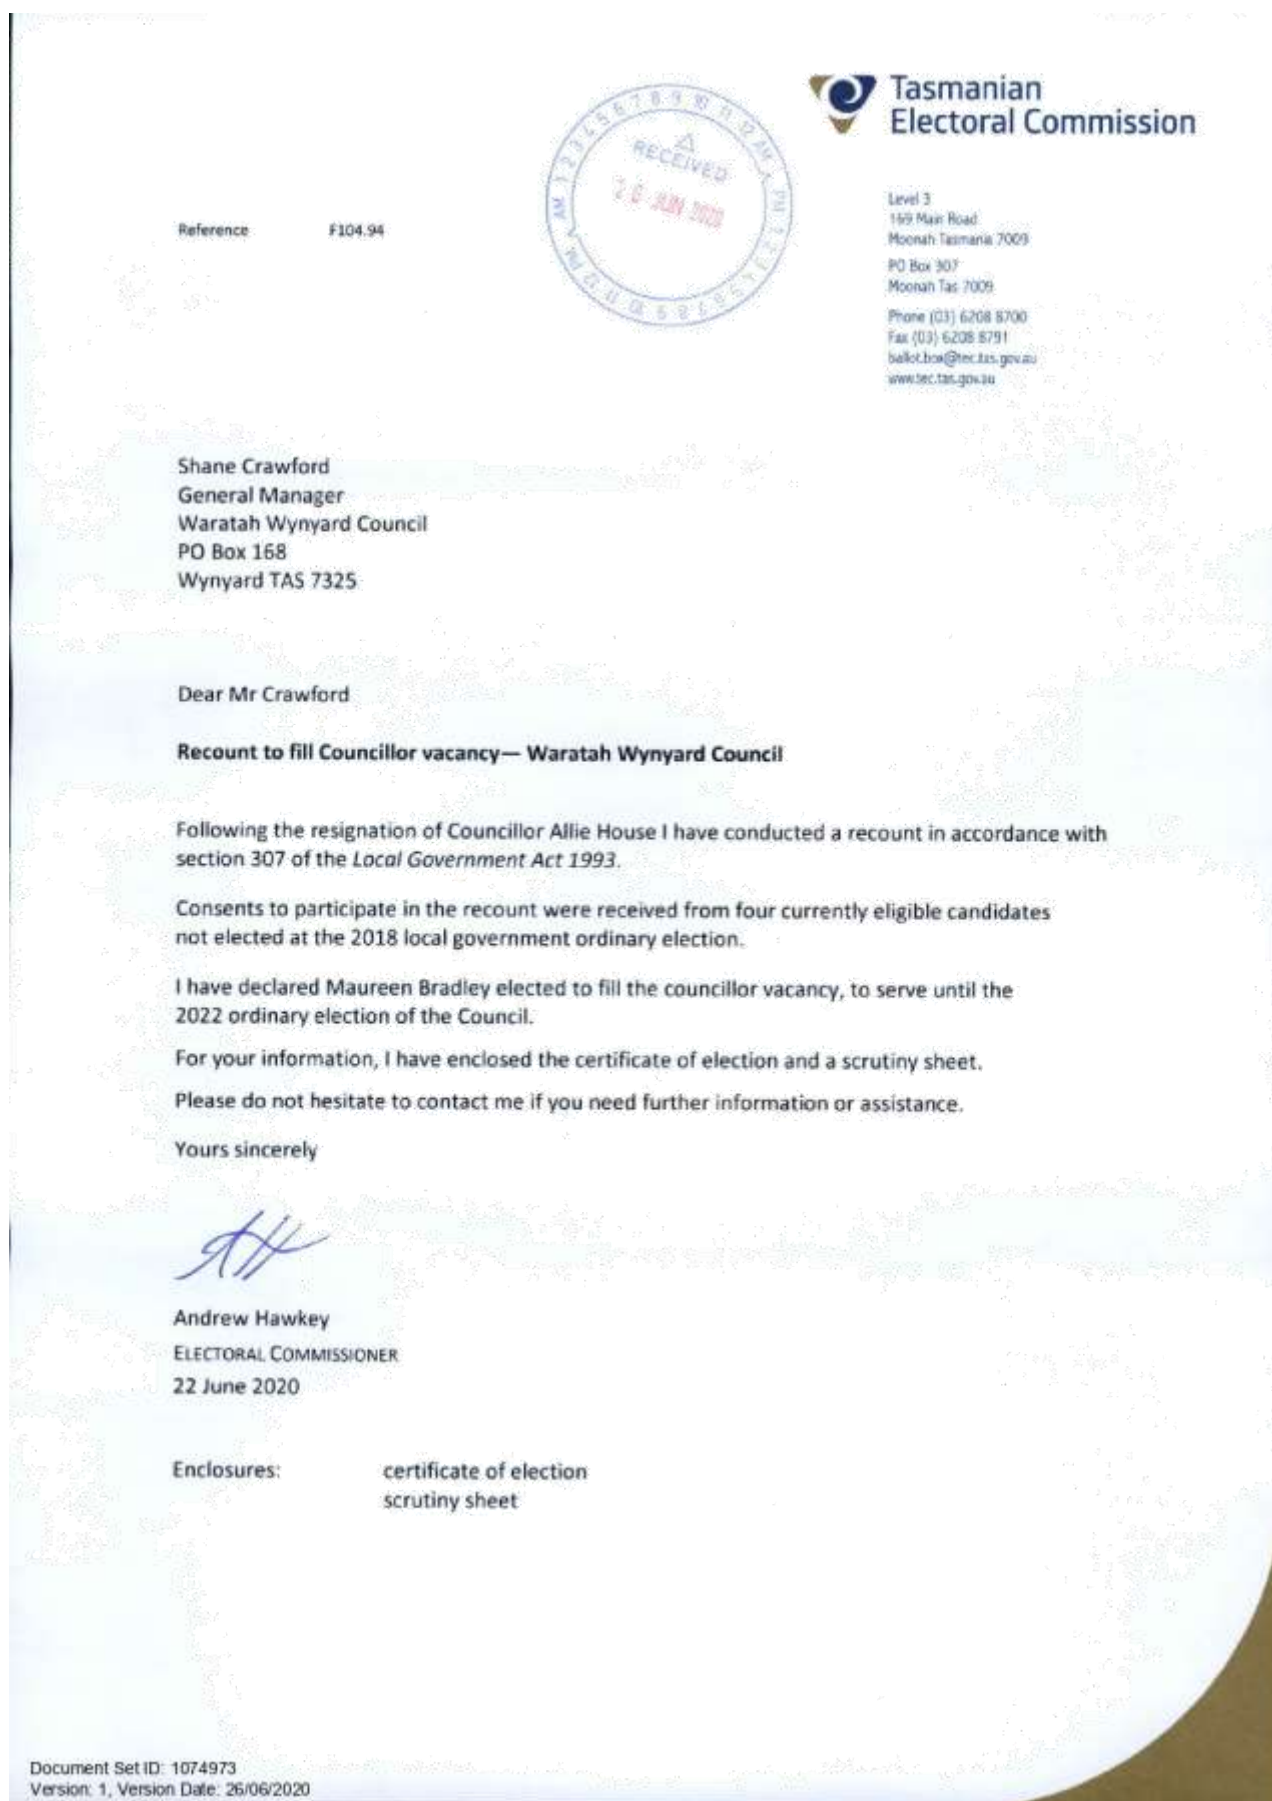 Tasmanian
Electoral Commission
RECEIVED
JUN 2020
Reference F104.94
Level 3
169 Main Road
Moonah Tasmania 7009
PO Box 307
Moonah Tas 7009
Phone (03) 6208 8700
Fax (03) 6208 8791
ballot.box@tec.tas.gov.au
www.tec.tas.gov.au
Shane Crawford
General Manager
Waratah Wynyard Council
PO Box 168
Wynyard TAS 7325
Dear Mr Crawford
Recount to fill Councillor vacancy— Waratah Wynyard Council
Following the resignation of Councillor Allie House I have conducted a recount in accordance with
section 307 of the Local Government Act 1993.
Consents to participate in the recount were received from four currently eligible candidates
not elected at the 2018 local government ordinary election.
I have declared Maureen Bradley elected to fill the councillor vacancy, to serve until the
2022 ordinary election of the Council.
For your information, I have enclosed the certificate of election and a scrutiny sheet.
Please do not hesitate to contact me if you need further information or assistance.
Yours sincerely
Andrew Hawkey
ELECTORAL COMMISSIONER
22 June 2020
Enclosures: certificate of election
scrutiny sheet
Document Set ID: 1074973
Version: 1, Version Date: 26/06/2020